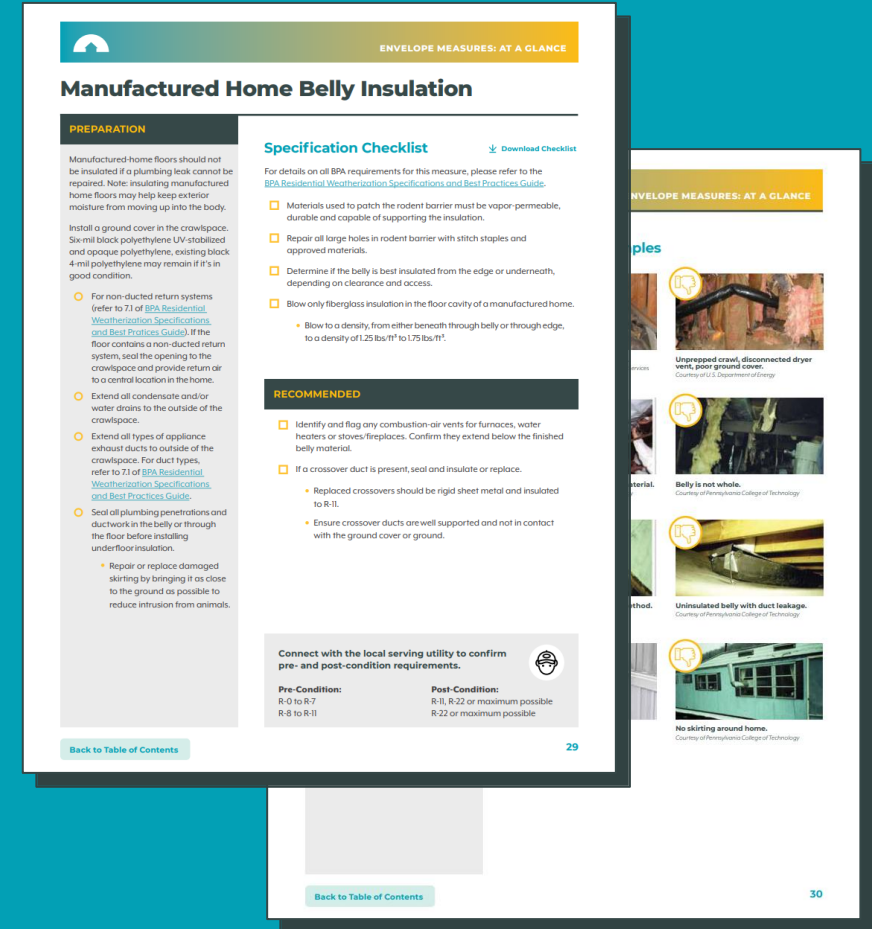 ENVELOPE MEASURES: AT A GLANCE
Manufactured Home Belly Insulation
PREPARATION
Manufactured-home floors should not
be insulated if a plumbing leak cannot be
repaired. Note: insulating manufactured
home floors may help keep exterior
moisture from moving up into the body.
Install a ground cover in the crawlspace.
Six-mil black polyethylene UV-stabilized
and opaque polyethylene, existing black
4-mil polyethylene may remain if it's in
good condition.
For non-ducted return systems
(refer to 7.1 of BPA Residential
Weatherization Specifications
and Best Pratices Guide). If the
floor contains a non-ducted return
system, seal the opening to the
crawlspace and provide return air
to a central location in the home.
Extend all condensate and/or
water drains to the outside of the
crawlspace.
Extend all types of appliance
exhaust ducts to outside of the
crawlspace. For duct types,
refer to 7.1 of BPA Residential
Weatherization Specifications
and Best Practices Guide.
Seal all plumbing penetrations and
ductwork in the belly or through
the floor before installing
underfloor insulation.
• Repair or replace damaged
skirting by bringing it as close
to the ground as possible to
reduce intrusion from animals.
Specification Checklist
Download Checklist
For details on all BPA requirements for this measure, please refer to the
BPA Residential Weatherization Specifications and Best Practices Guide.
Materials used to patch the rodent barrier must be vapor-permeable,
durable and capable of supporting the insulation.
Repair all large holes in rodent barrier with stitch staples and
approved materials.
Determine if the belly is best insulated from the edge or underneath,
depending on clearance and access.
Blow only fiberglass insulation in the floor cavity of a manufactured home.
• Blow to a density, from either beneath through belly or through edge,
to a density of 1.25 lbs/ft³ to 1.75 lbs/ft³.
RECOMMENDED
Identify and flag any combustion-air vents for furnaces, water
heaters or stoves/fireplaces. Confirm they extend below the finished
belly material.
If a crossover duct is present, seal and insulate or replace.
• Replaced crossovers should be rigid sheet metal and insulated
to R-11.
• Ensure crossover ducts are well supported and not in contact
with the ground cover or ground.
Connect with the local serving utility to confirm
pre- and post-condition requirements.
Pre-Condition:
R-0 to R-7
R-8 to R-11
Post-Condition:
R-11, R-22 or maximum possible
R-22 or maximum possible
Back to Table of Contents
29
NVELOPE MEASURES: AT A GLANCE
ples
ervices
Unprepped crawl, disconnected dryer
vent, poor ground cover.
Courtesy of U.S. Department of Energy
aterial.
Belly is not whole.
Courtesy of Pennsylvania College of Technology
ethod.
Uninsulated belly with duct leakage.
Courtesy of Pennsylvania College of Technology
No skirting around home.
Courtesy of Pennsylvania College of Technology
Back to Table of Contents
30